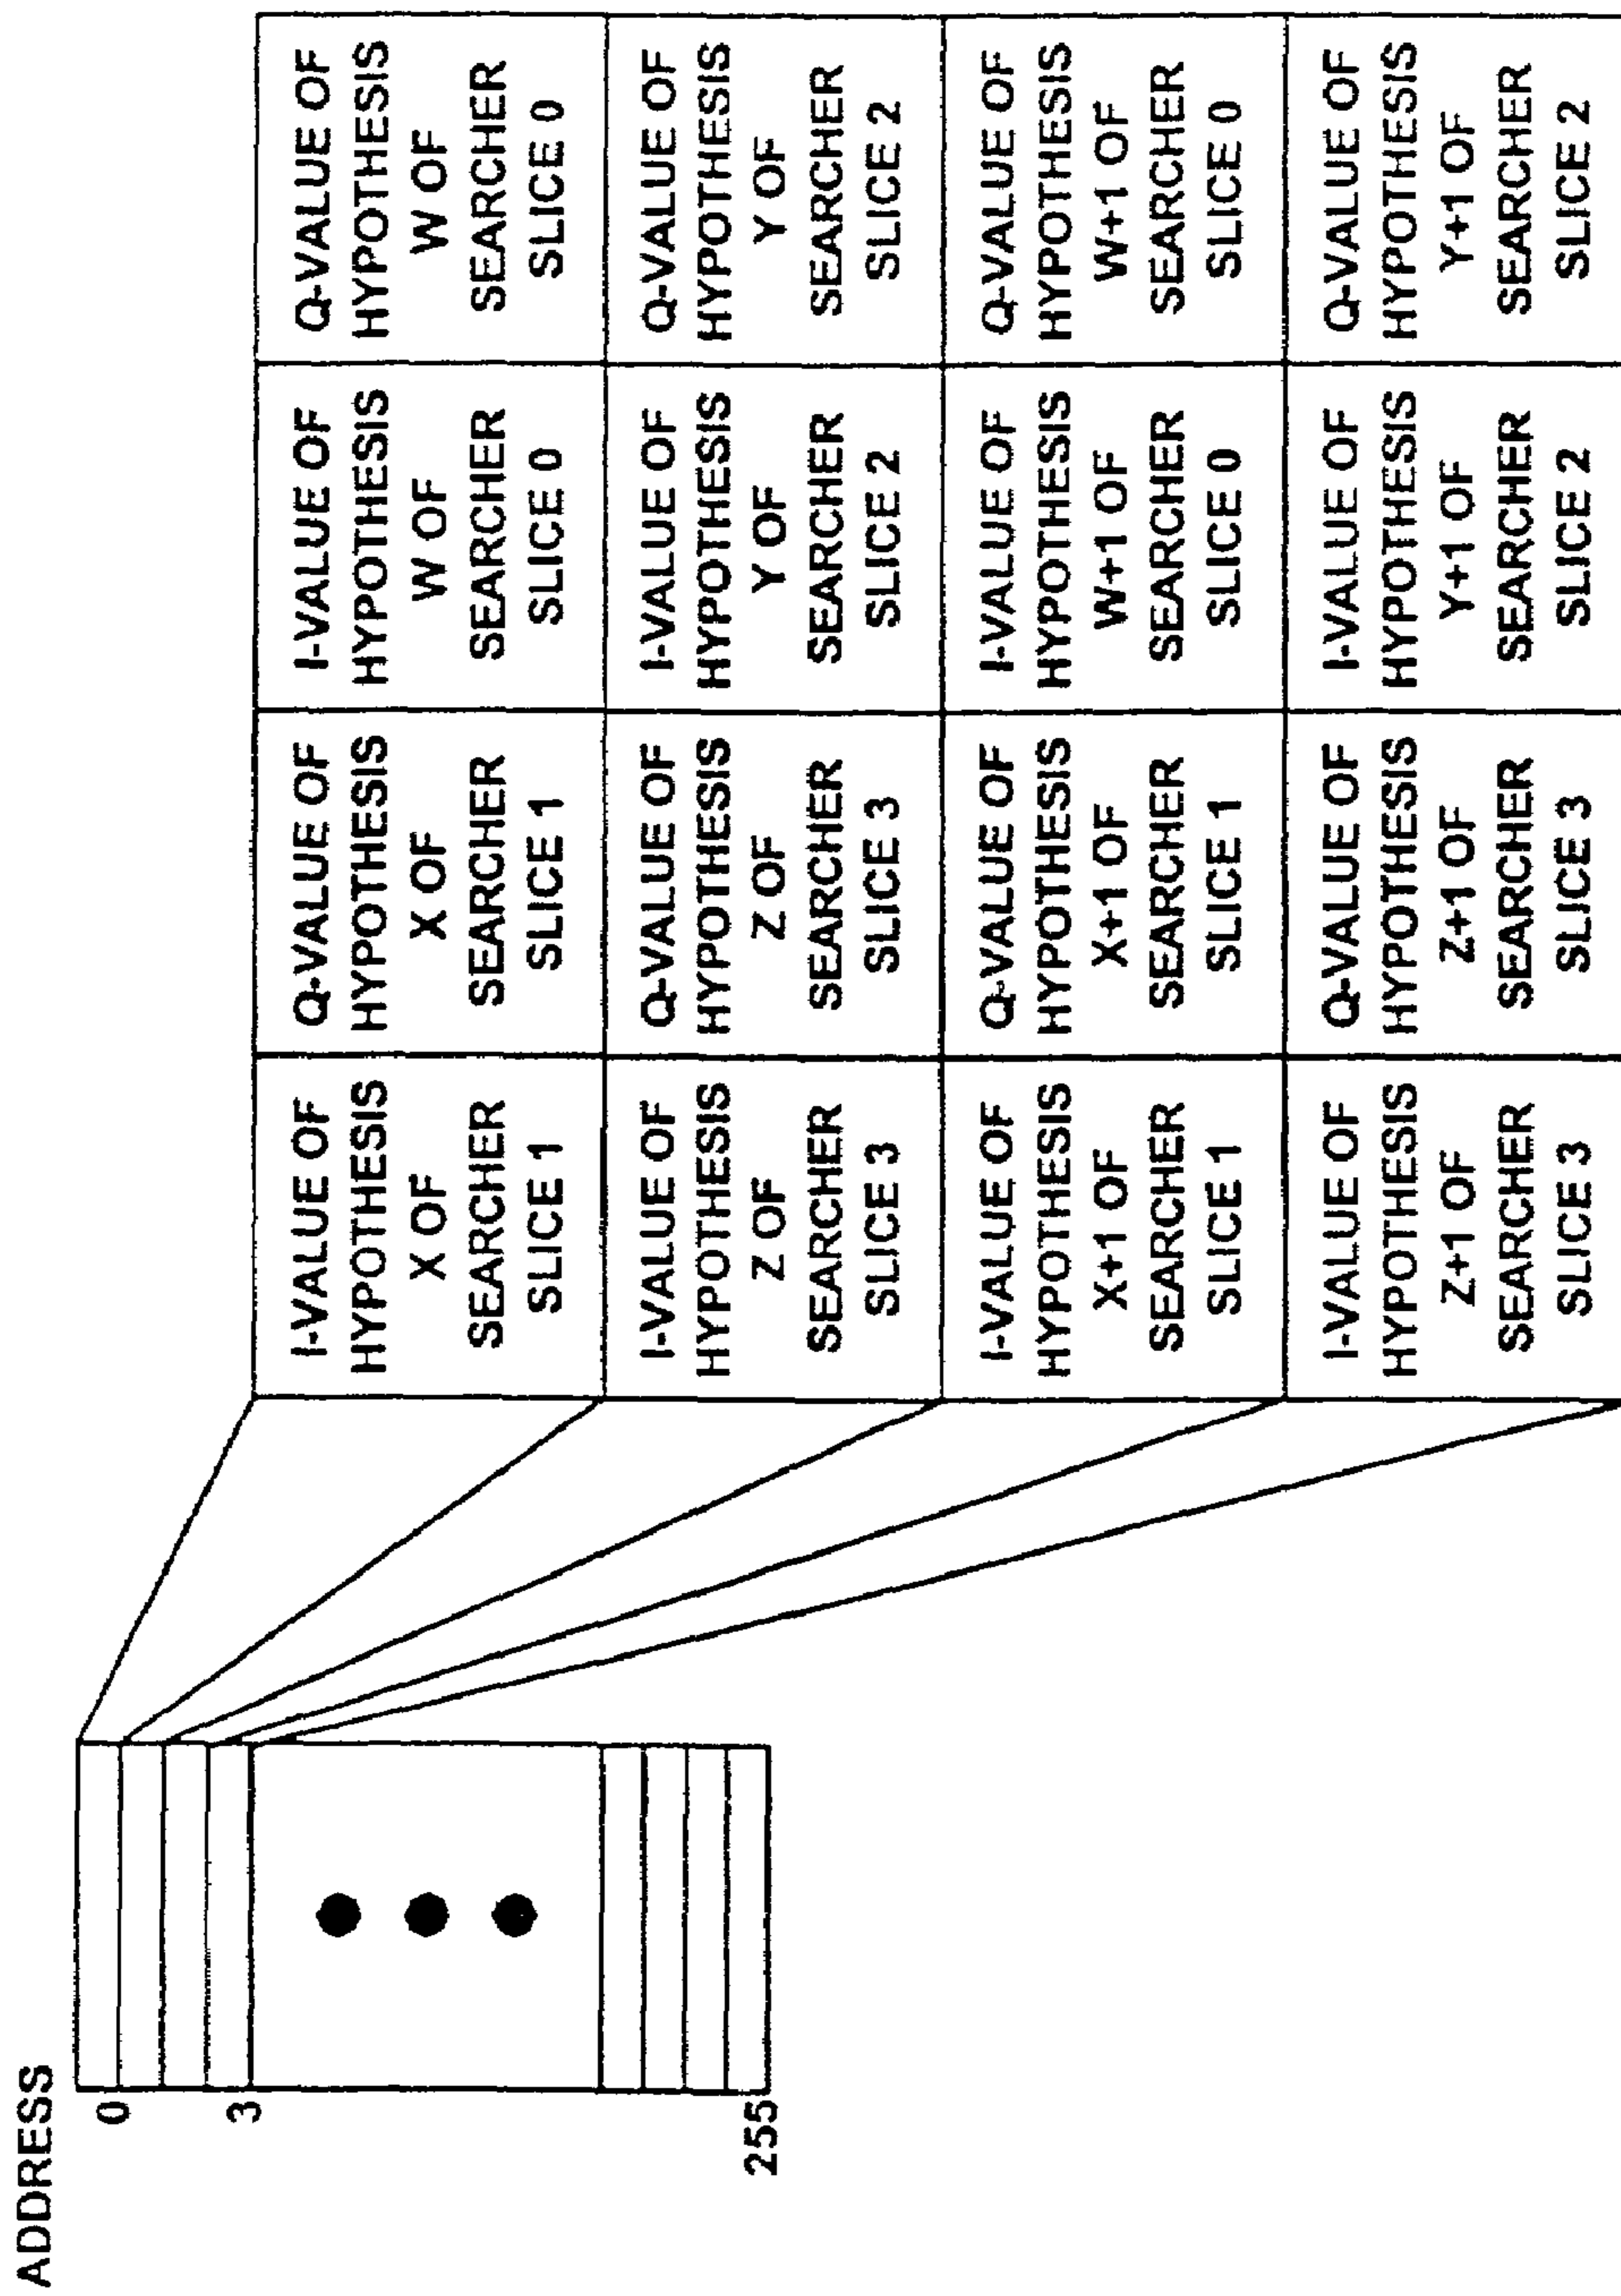 ADDRESS
0
3
255
I-VALUE OF
HYPOTHESIS
X OF
SEARCHER
SLICE 1
Q-VALUE OF
HYPOTHESIS
X OF
SEARCHER
SLICE 1
I-VALUE OF
HYPOTHESIS
W OF
SEARCHER
SLICE 0
Q-VALUE OF
HYPOTHESIS
W OF
SEARCHER
SLICE 0
I-VALUE OF
HYPOTHESIS
Z OF
SEARCHER
SLICE 3
Q-VALUE OF
HYPOTHESIS
Z OF
SEARCHER
SLICE 3
I-VALUE OF
HYPOTHESIS
Y OF
SEARCHER
SLICE 2
Q-VALUE OF
HYPOTHESIS
Y OF
SEARCHER
SLICE 2
I-VALUE OF
HYPOTHESIS
X+1 OF
SEARCHER
SLICE 1
Q-VALUE OF
HYPOTHESIS
X+1 OF
SEARCHER
SLICE 1
I-VALUE OF
HYPOTHESIS
W+1 OF
SEARCHER
SLICE 0
Q-VALUE OF
HYPOTHESIS
W+1 OF
SEARCHER
SLICE 0
I-VALUE OF
HYPOTHESIS
Z+1 OF
SEARCHER
SLICE 3
Q-VALUE OF
HYPOTHESIS
Z+1 OF
SEARCHER
SLICE 3
I-VALUE OF
HYPOTHESIS
Y+1 OF
SEARCHER
SLICE 2
Q-VALUE OF
HYPOTHESIS
Y+1 OF
SEARCHER
SLICE 2